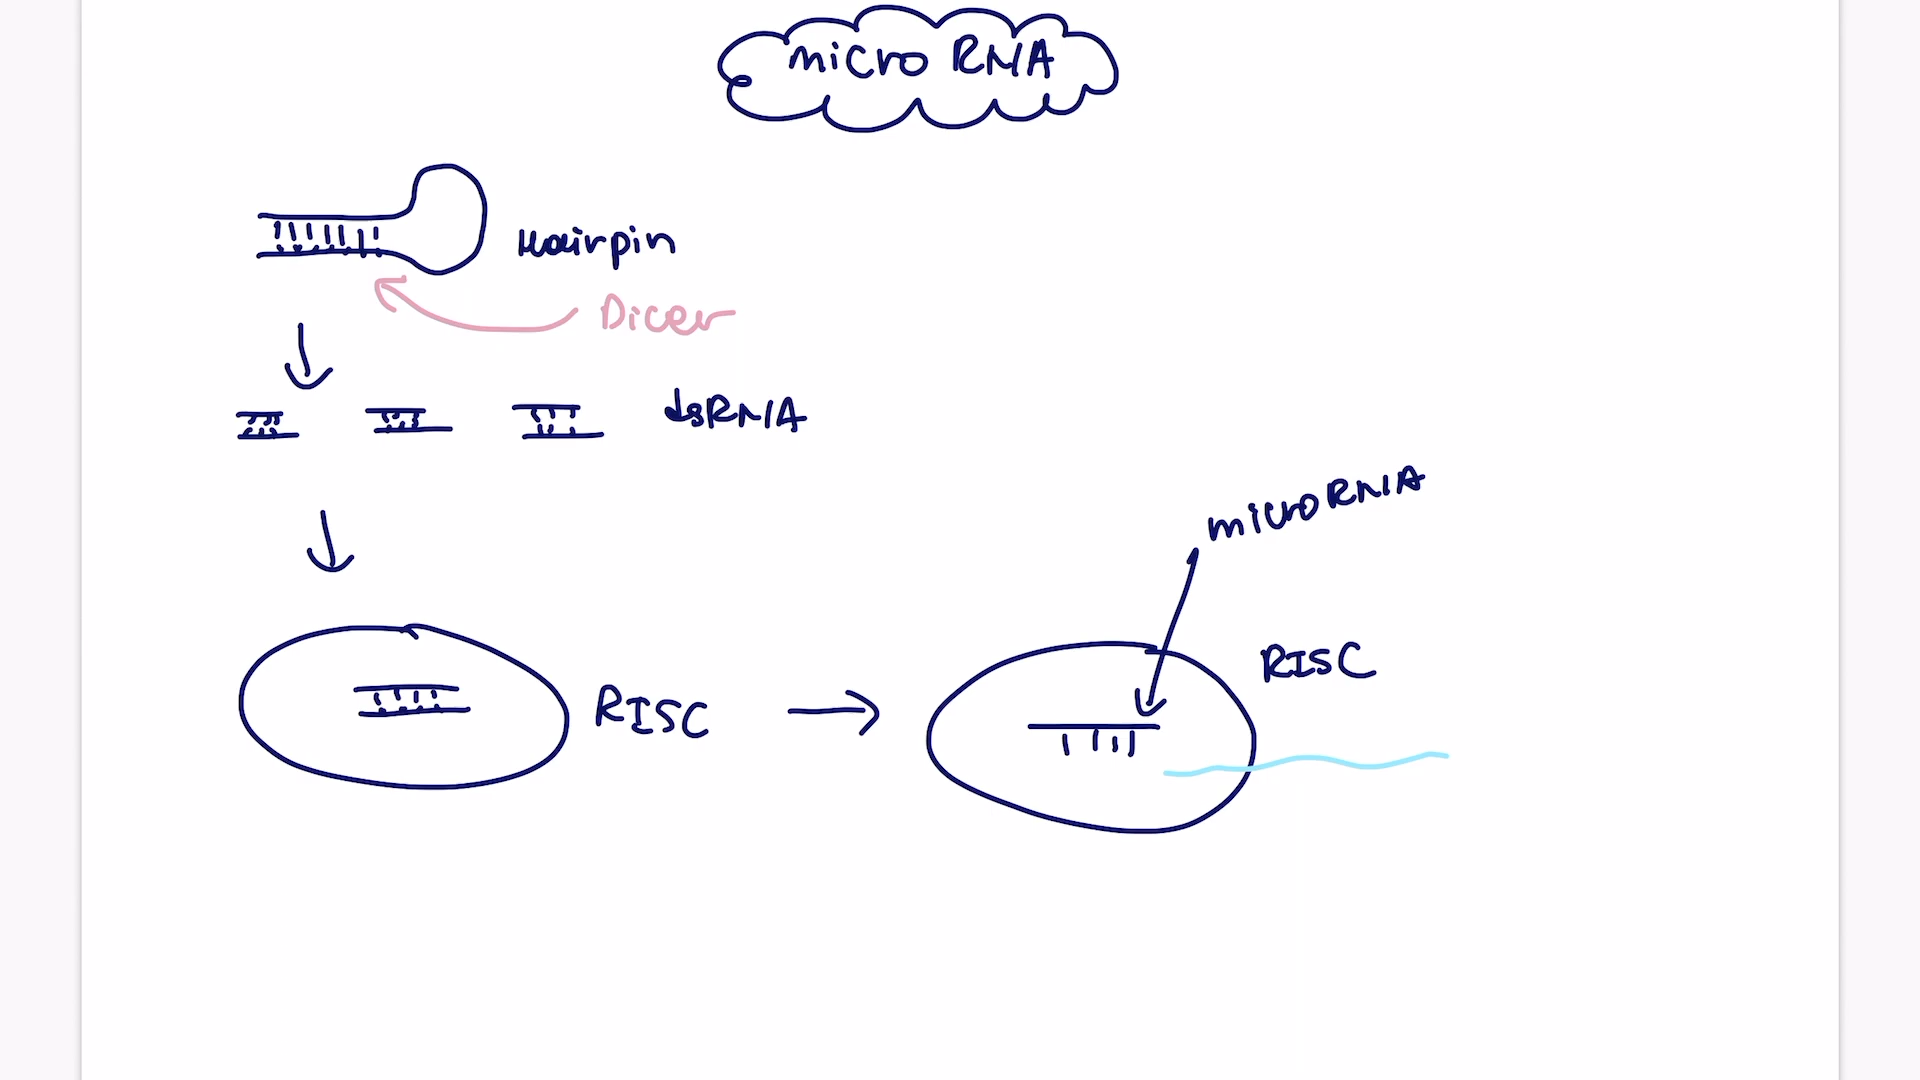 micro RNA
Hairpin
Dicer
dsRNA
microRNA
RISC
RISC